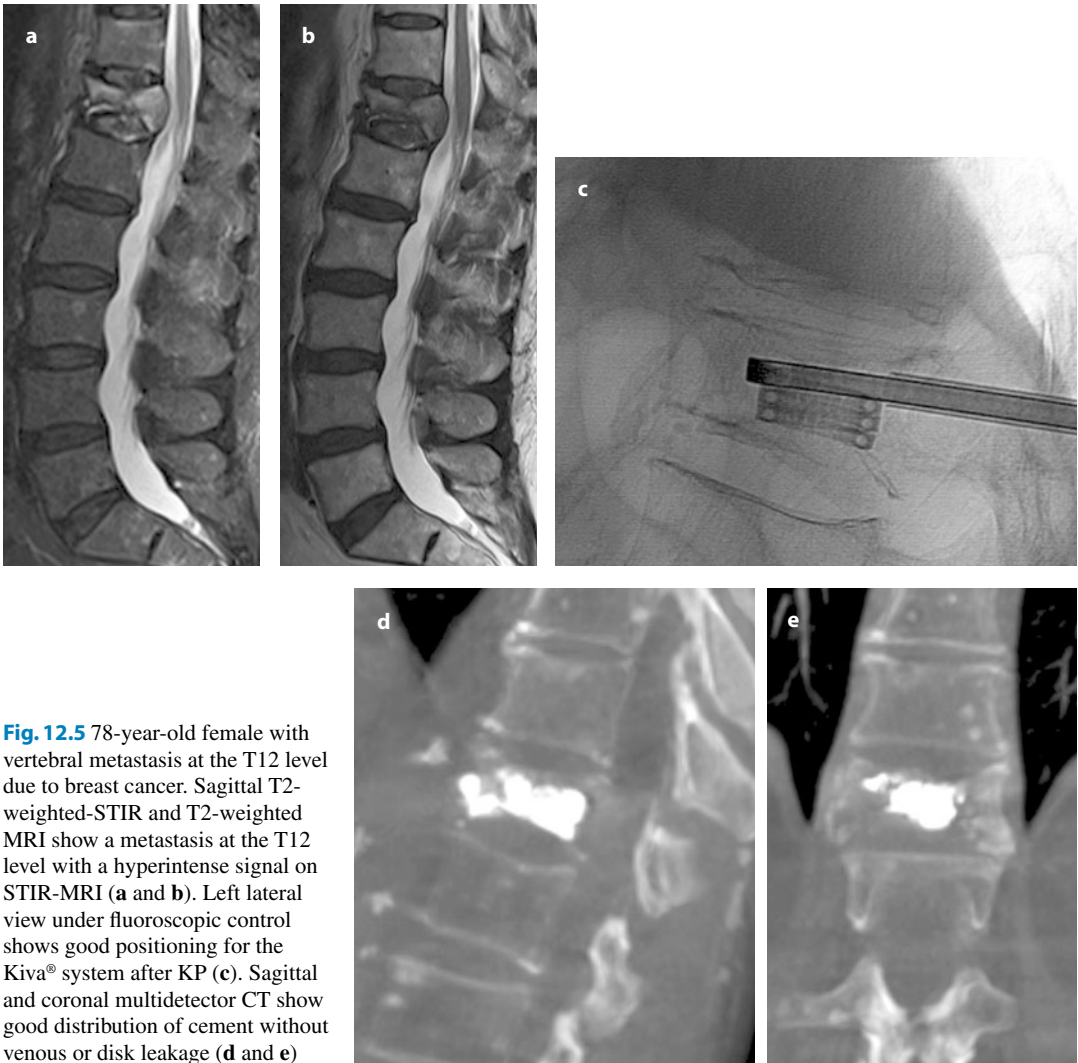 a
b
c
d
e
Fig. 12.5 78-year-old female with
vertebral metastasis at the T12 level
due to breast cancer. Sagittal T2-
weighted-STIR and T2-weighted
MRI show a metastasis at the T12
level with a hyperintense signal on
STIR-MRI (a and b). Left lateral
view under fluoroscopic control
shows good positioning for the
Kiva® system after KP (c). Sagittal
and coronal multidetector CT show
good distribution of cement without
venous or disk leakage (d and e)